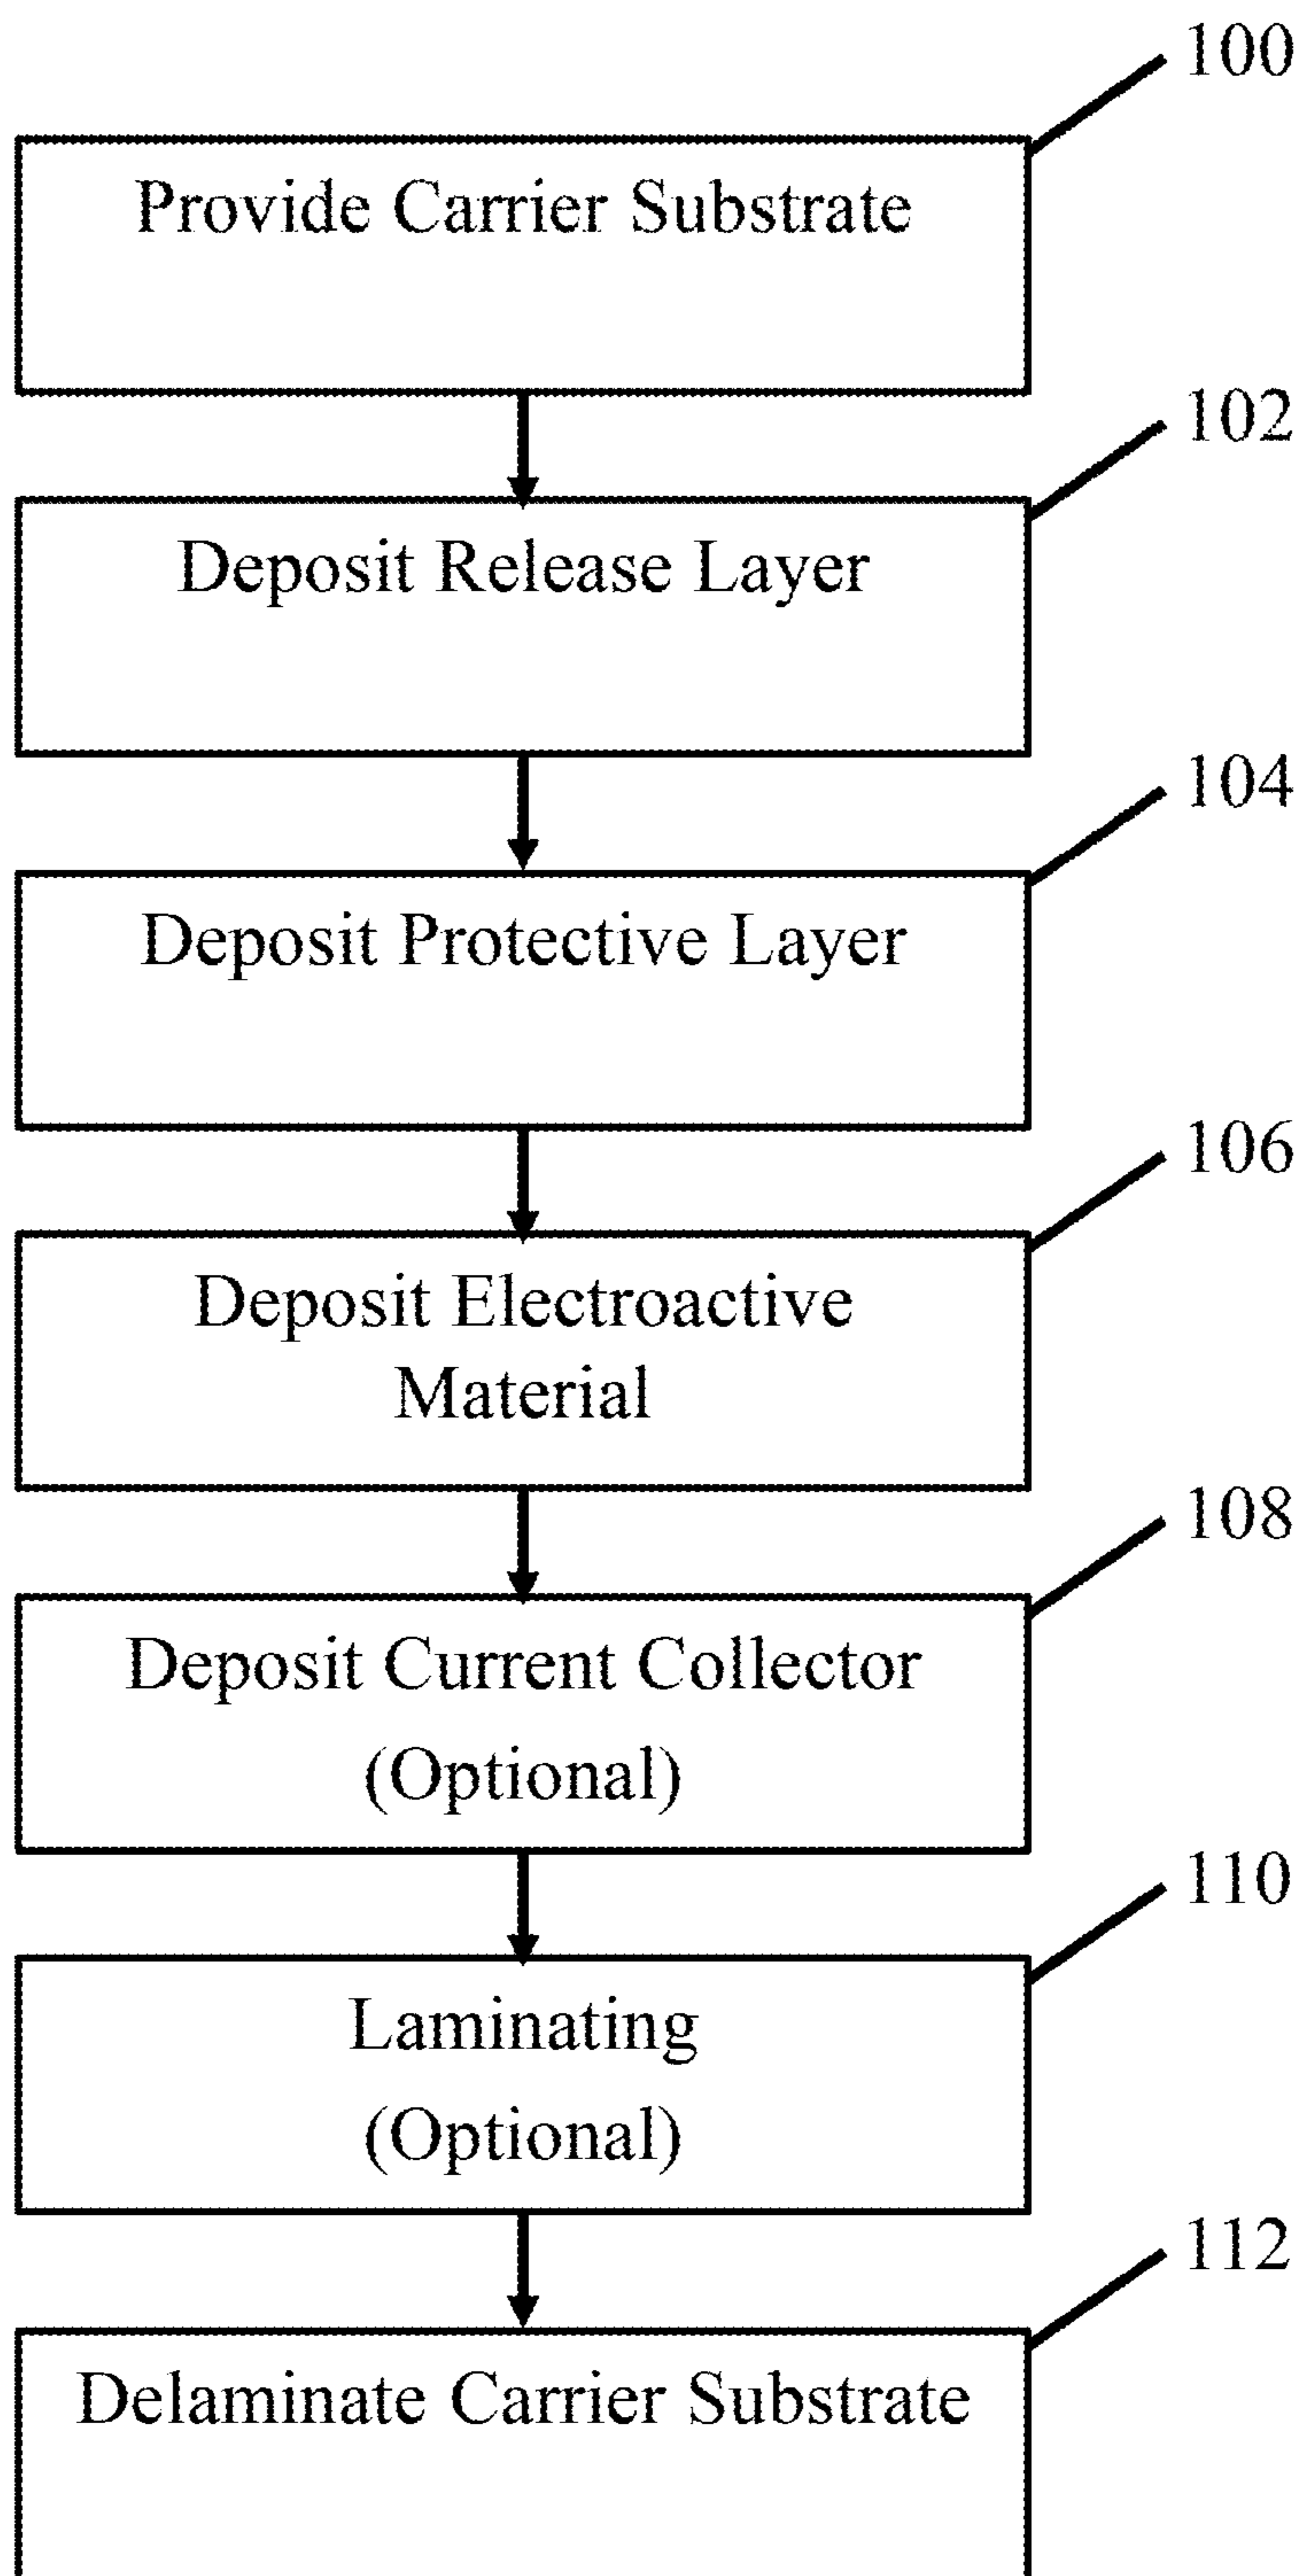 100
Provide Carrier Substrate
102
Deposit Release Layer
104
Deposit Protective Layer
106
Deposit Electroactive
Material
108
Deposit Current Collector
(Optional)
110
Laminating
(Optional)
112
Delaminate Carrier Substrate